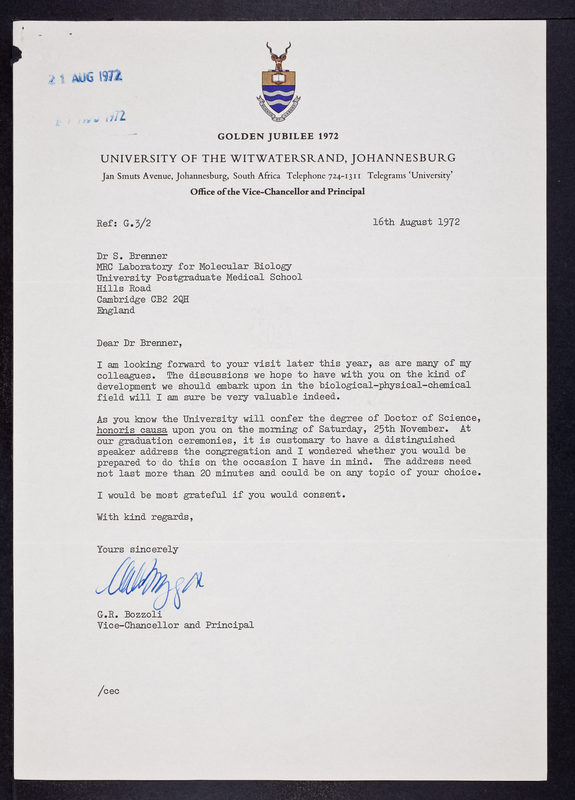 21 AUG 1972
GOLDEN JUBILEE 1972
UNIVERSITY OF THE WITWATERSRAND, JOHANNESBURG
Jan Smuts Avenue, Johannesburg, South Africa Telephone 724-1311 Telegrams 'University'
Office of the Vice-Chancellor and Principal
Ref: G.3/2 16th August 1972
Dr S. Brenner
MRC Laboratory for Molecular Biology
University Postgraduate Medical School
Hills Road
Cambridge CB2 2QH
England
Dear Dr Brenner,
I am looking forward to your visit later this year, as are many of my
colleagues. The discussions we hope to have with you on the kind of
development we should embark upon in the biological-physical-chemical
field will I am sure be very valuable indeed.
As you know the University will confer the degree of Doctor of Science,
honoris causa upon you on the morning of Saturday, 25th November. At
our graduation ceremonies, it is customary to have a distinguished
speaker address the congregation and I wondered whether you would be
prepared to do this on the occasion I have in mind. The address need
not last more than 20 minutes and could be on any topic of your choice.
I would be most grateful if you would consent.
With kind regards,
Yours sincerely
G.R. Bozzoli
Vice-Chancellor and Principal
/cec